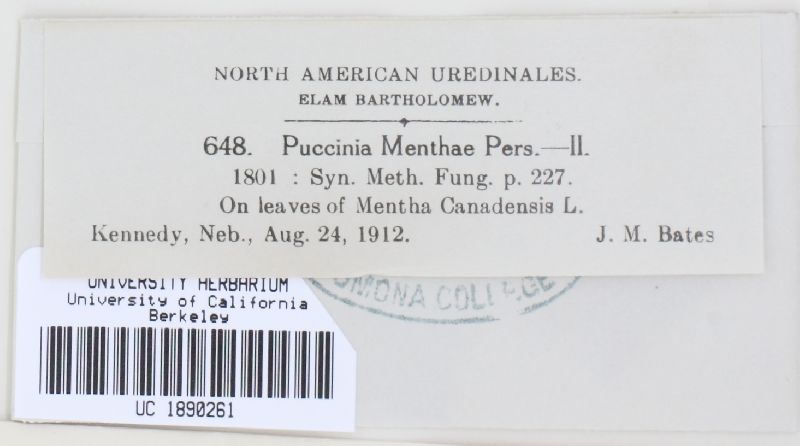 NORTH AMERICAN UREDINALES.
ELAM BARTHOLOMEW.
648. Puccinia Menthae Pers.—II.
1801 : Syn. Meth. Fung. p. 227.
On leaves of Mentha Canadensis L.
Kennedy, Neb., Aug. 24, 1912. J. M. Bates
POMONA COLLEGE
UNIVERSITY HERBARIUM
University of California
Berkeley
UC 1890261